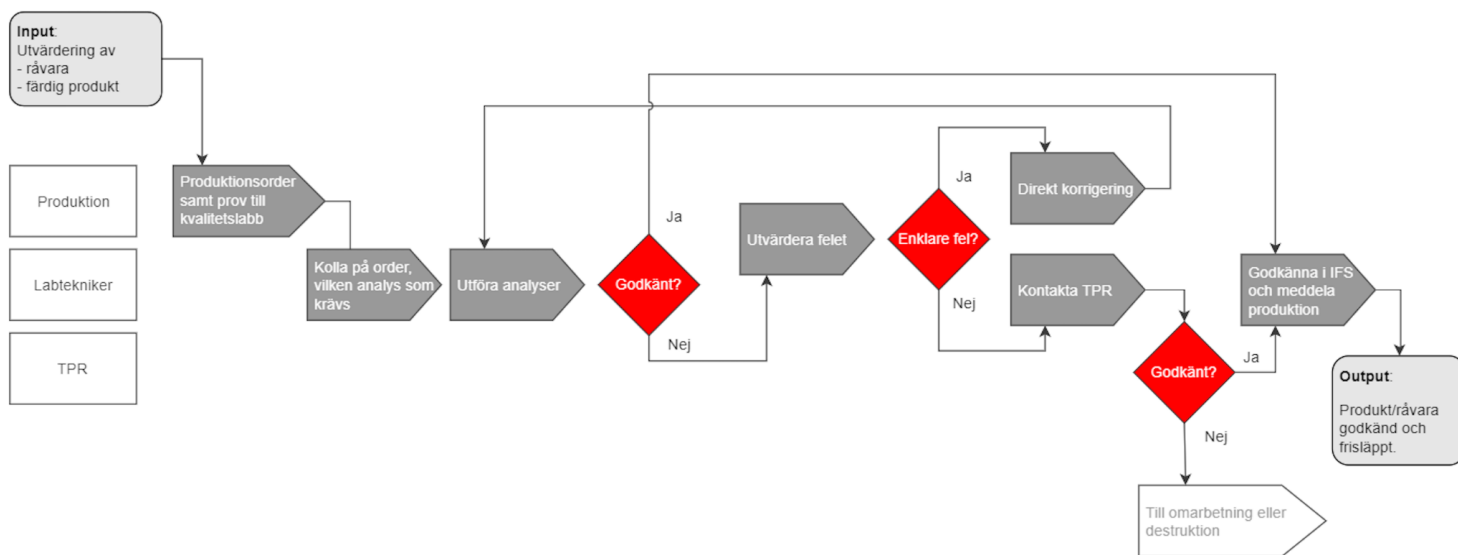 Input:
Utvärdering av
- råvara
- färdig produkt
Produktion
Labtekniker
TPR
Produktionsorder
samt prov till
kvalitetslabb
Kolla på order,
vilken analys som
krävs
Utföra analyser
Godkänt?
Ja
Nej
Utvärdera felet
Enklare fel?
Ja
Nej
Direkt korrigering
Kontakta TPR
Godkänt?
Ja
Nej
Godkänna i IFS
och meddela
produktion
Output:
Produkt/råvara
godkänd och
frisläppt.
Till omarbetning eller
destruktion